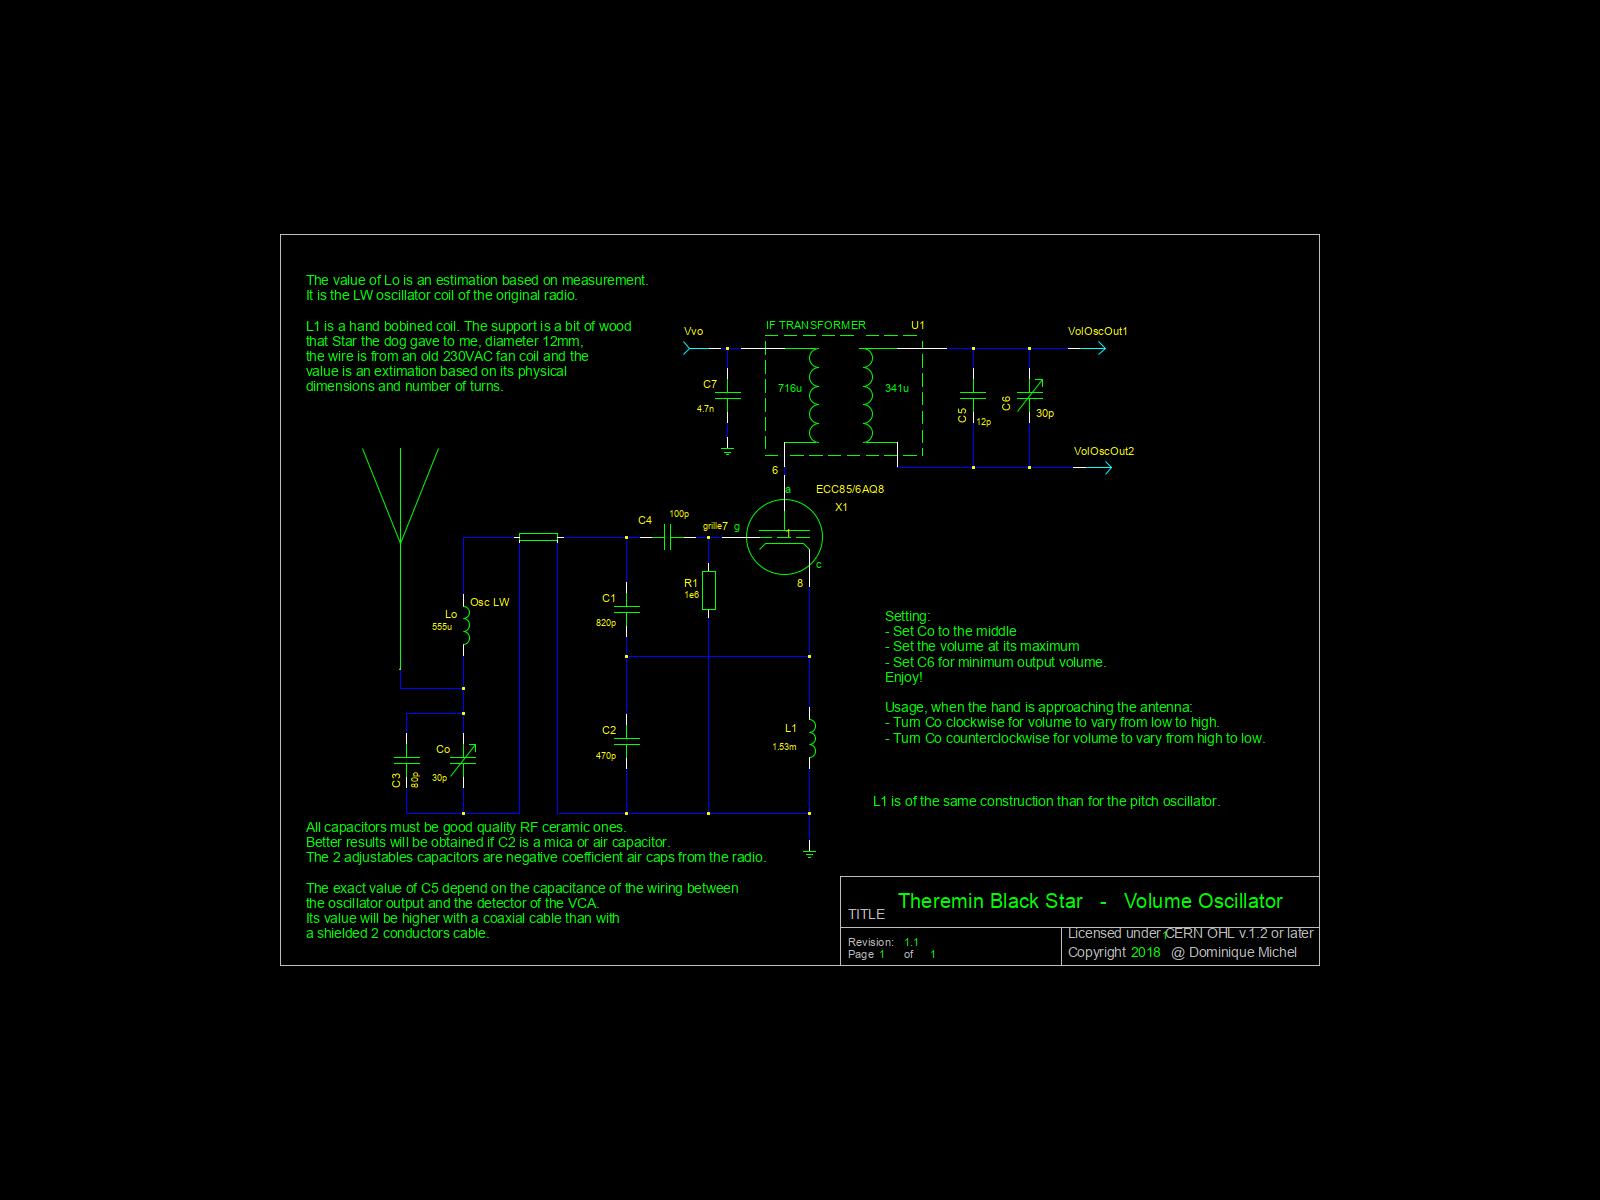 The value of Lo is an estimation based on measurement.
It is the LW oscillator coil of the original radio.
L1 is a hand bobined coil. The support is a bit of wood
that Star the dog gave to me, diameter 12mm,
the wire is from an old 230VAC fan coil and the
value is an extimation based on its physical
dimensions and number of turns.
IF TRANSFORMER
U1
Vvo
VolOscOut1
C7
4.7n
716u
341u
C5
12p
C6
30p
VolOscOut2
6
a
ECC85/6AQ8
X1
C4
100p
grille7
g
1
c
8
R1
1e6
C1
820p
Osc LW
Lo
555u
Setting:
- Set Co to the middle
- Set the volume at its maximum
- Set C6 for minimum output volume.
Enjoy!
Usage, when the hand is approaching the antenna:
- Turn Co clockwise for volume to vary from low to high.
- Turn Co counterclockwise for volume to vary from high to low.
C2
470p
L1
1.53m
Co
30p
C3
80p
L1 is of the same construction than for the pitch oscillator.
All capacitors must be good quality RF ceramic ones.
Better results will be obtained if C2 is a mica or air capacitor.
The 2 adjustables capacitors are negative coefficient air caps from the radio.
The exact value of C5 depend on the capacitance of the wiring between
the oscillator output and the detector of the VCA.
Its value will be higher with a coaxial cable than with
a shielded 2 conductors cable.
TITLE
Theremin Black Star - Volume Oscillator
Revision: 1.1
Page 1 of 1
Licensed under CERN OHL v.1.2 or later
Copyright 2018 @ Dominique Michel